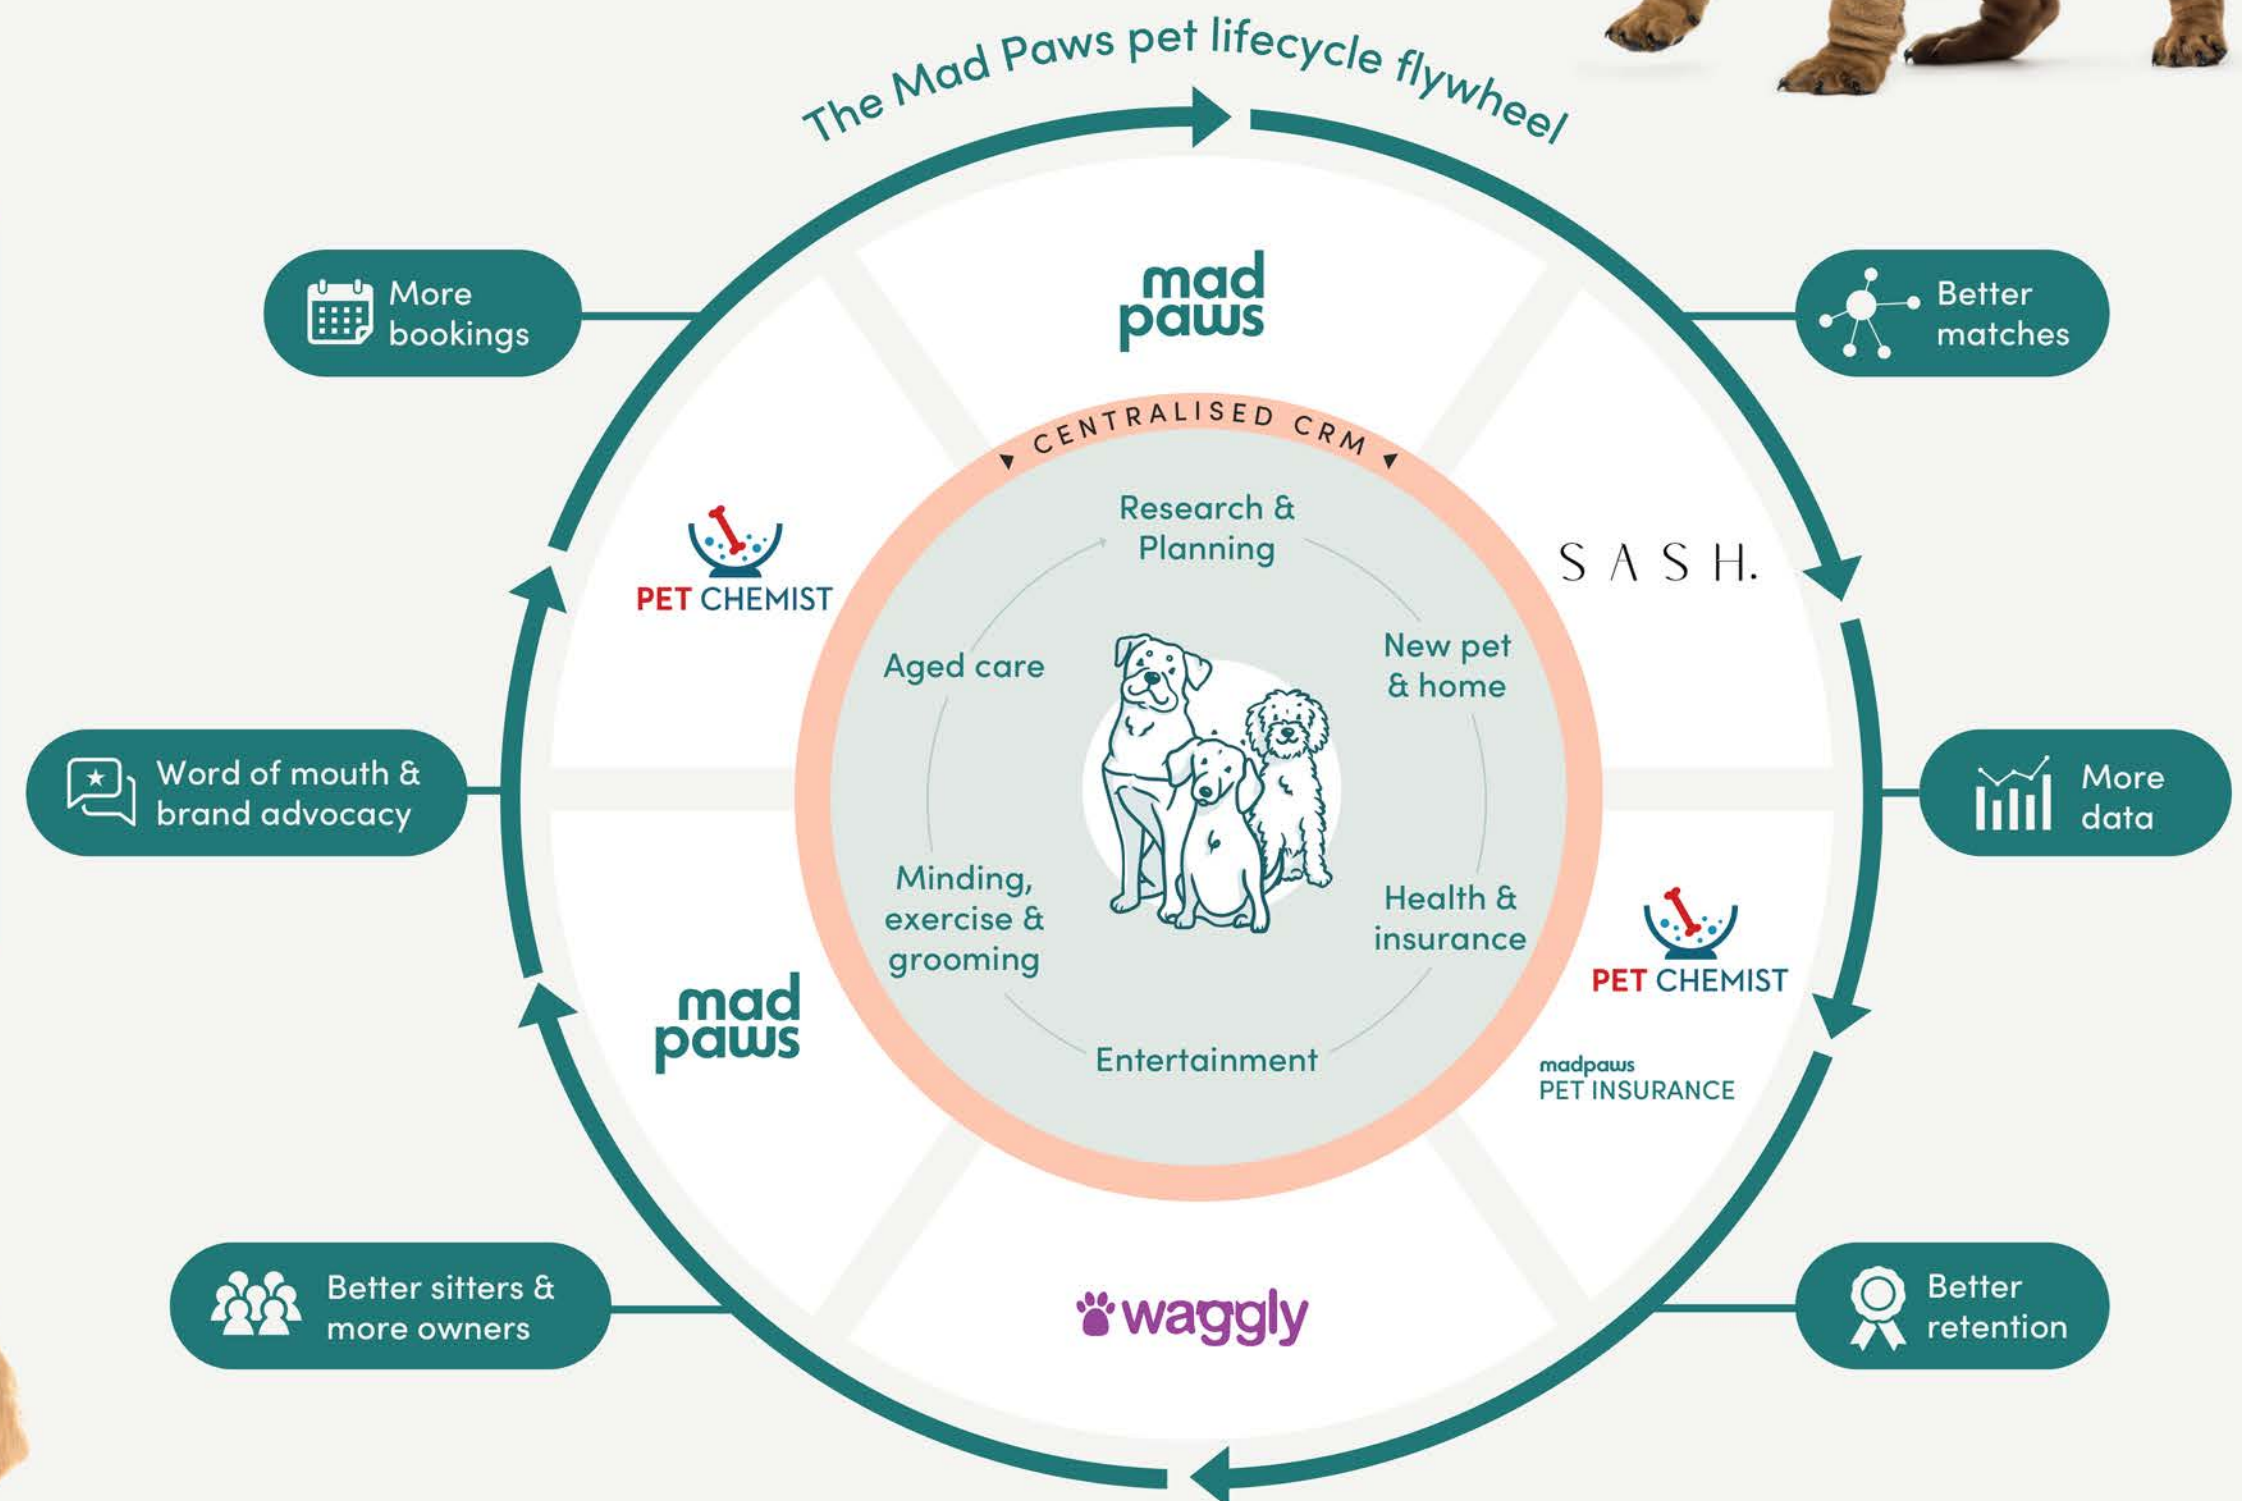 The Mad Paws pet lifecycle flywheel
More
bookings
Better
matches
mad
paws
CENTRALISED CRM
Research &
Planning
PET CHEMIST
SASH.
Aged care
New pet
& home
Word of mouth &
brand advocacy
More
data
Minding,
exercise &
grooming
Health &
insurance
PET CHEMIST
mad
paws
Entertainment
madpaws
PET INSURANCE
Better sitters &
more owners
waggly
Better
retention